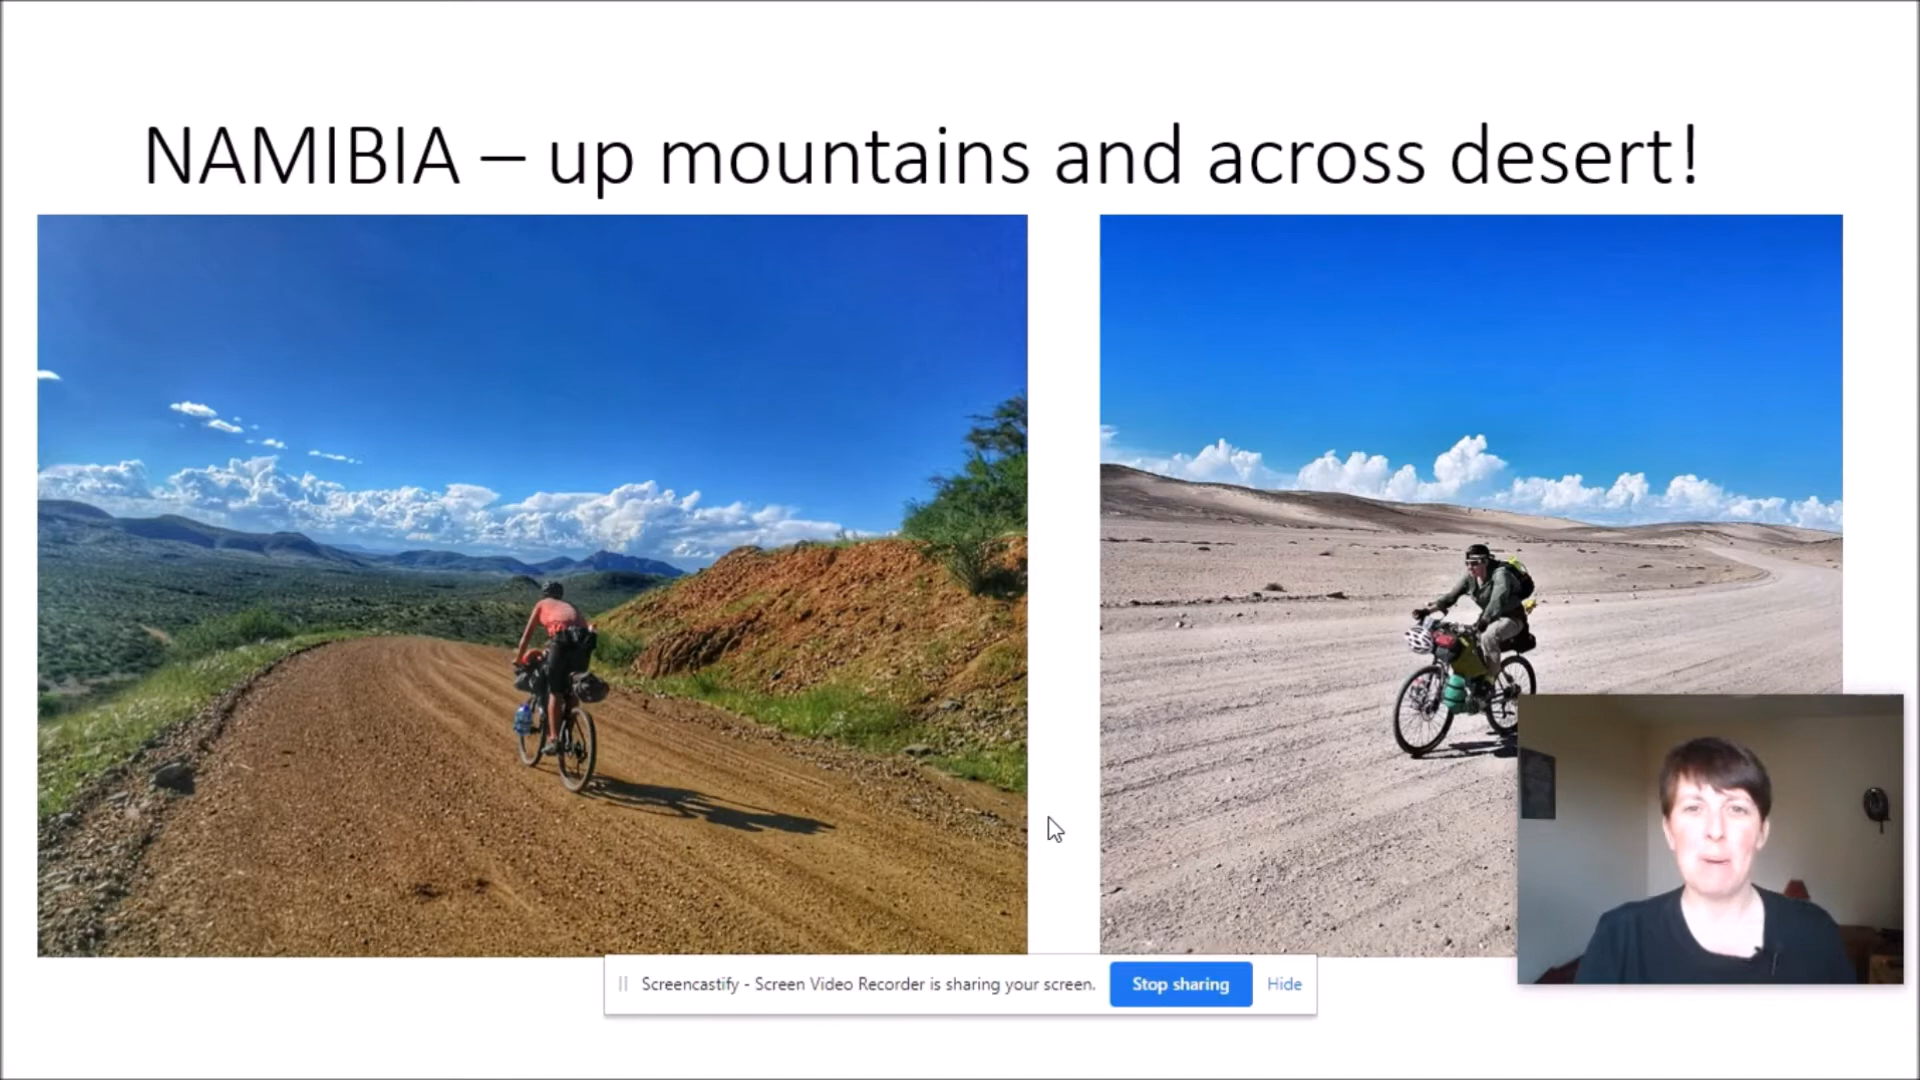 NAMIBIA – up mountains and across desert!
Screencastify - Screen Video Recorder is sharing your screen.
Stop sharing
Hide